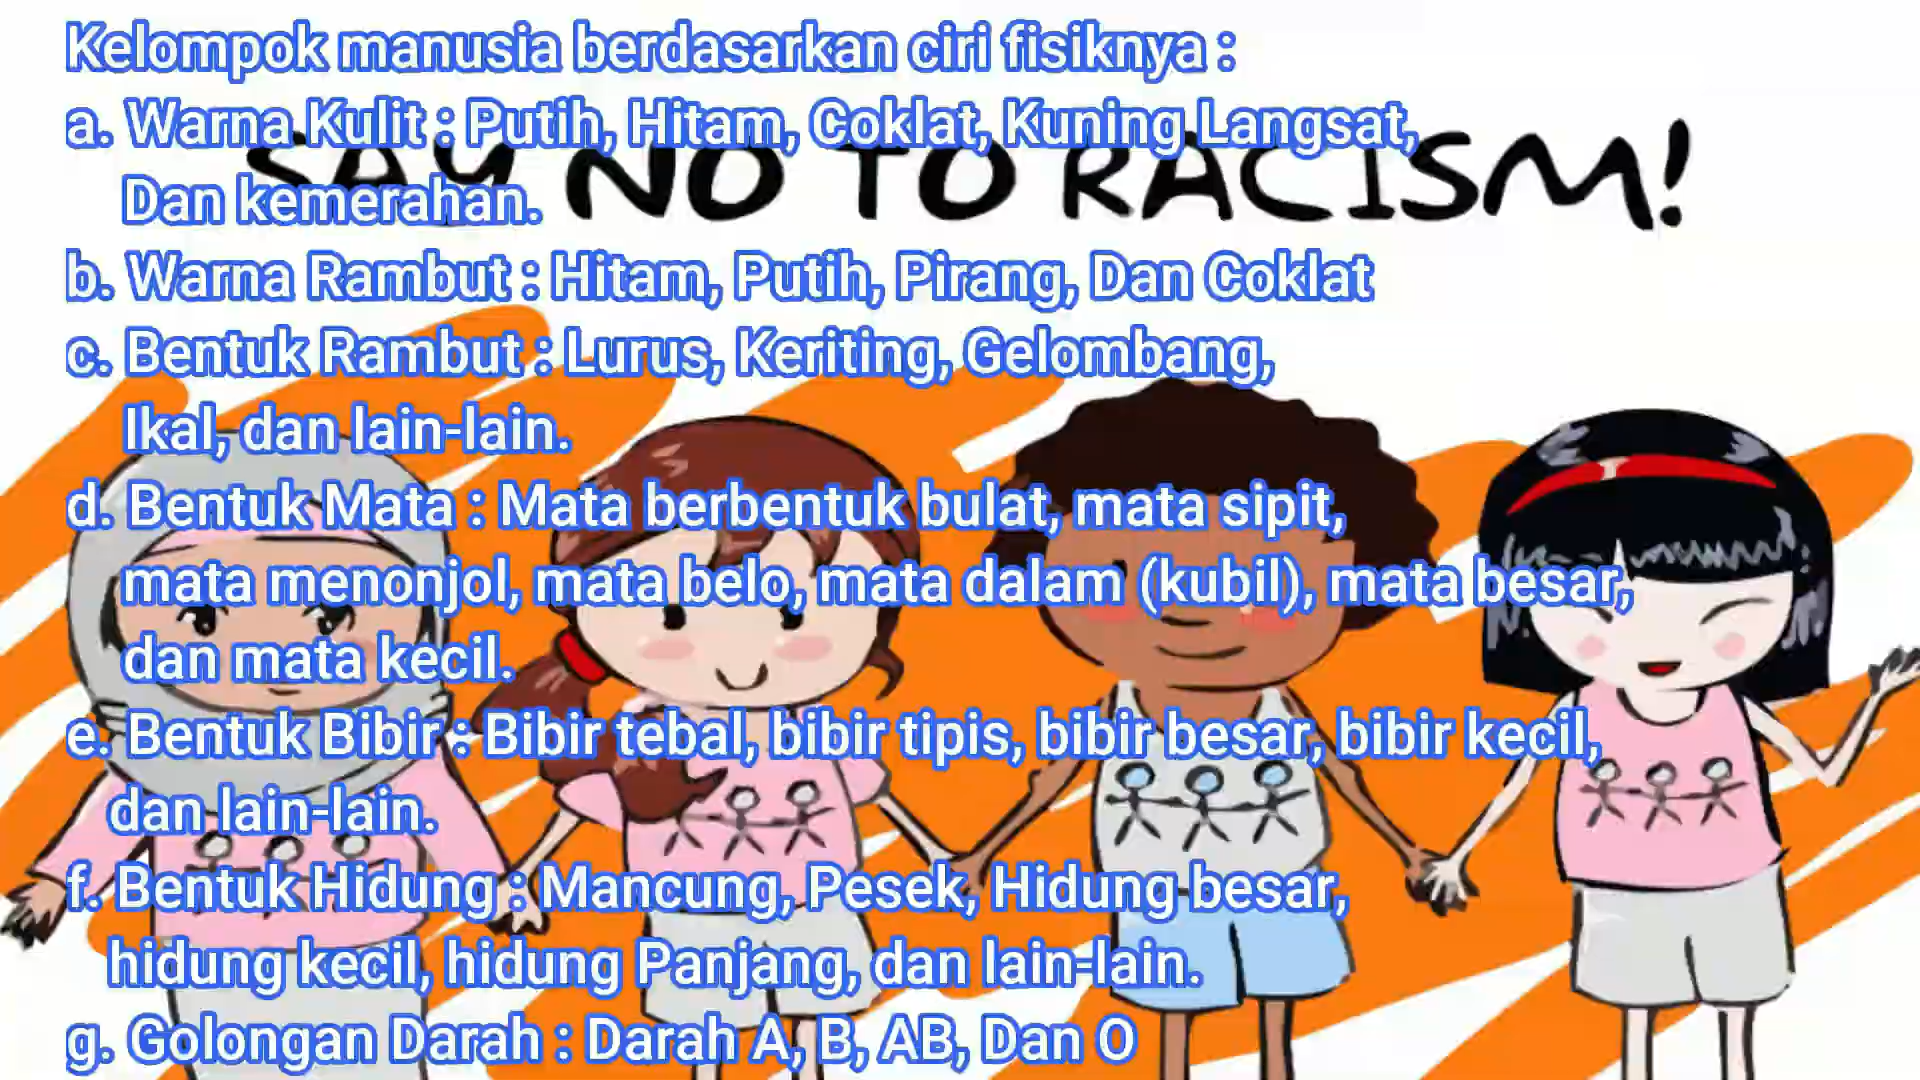 Kelompok manusia berdasarkan ciri fisiknya :
a. Warna Kulit : Putih, Hitam, Coklat, Kuning Langsat,
Dan kemerahan.
SAY NO TO RACISM!
b. Warna Rambut : Hitam, Putih, Pirang, Dan Coklat
c. Bentuk Rambut : Lurus, Keriting, Gelombang,
Ikal, dan lain-lain.
d. Bentuk Mata : Mata berbentuk bulat, mata sipit,
mata menonjol, mata belo, mata dalam (kubil), mata besar,
dan mata kecil.
e. Bentuk Bibir : Bibir tebal, bibir tipis, bibir besar, bibir kecil,
dan lain-lain.
f. Bentuk Hidung : Mancung, Pesek, Hidung besar,
hidung kecil, hidung Panjang, dan lain-lain.
g. Golongan Darah : Darah A, B, AB, Dan O